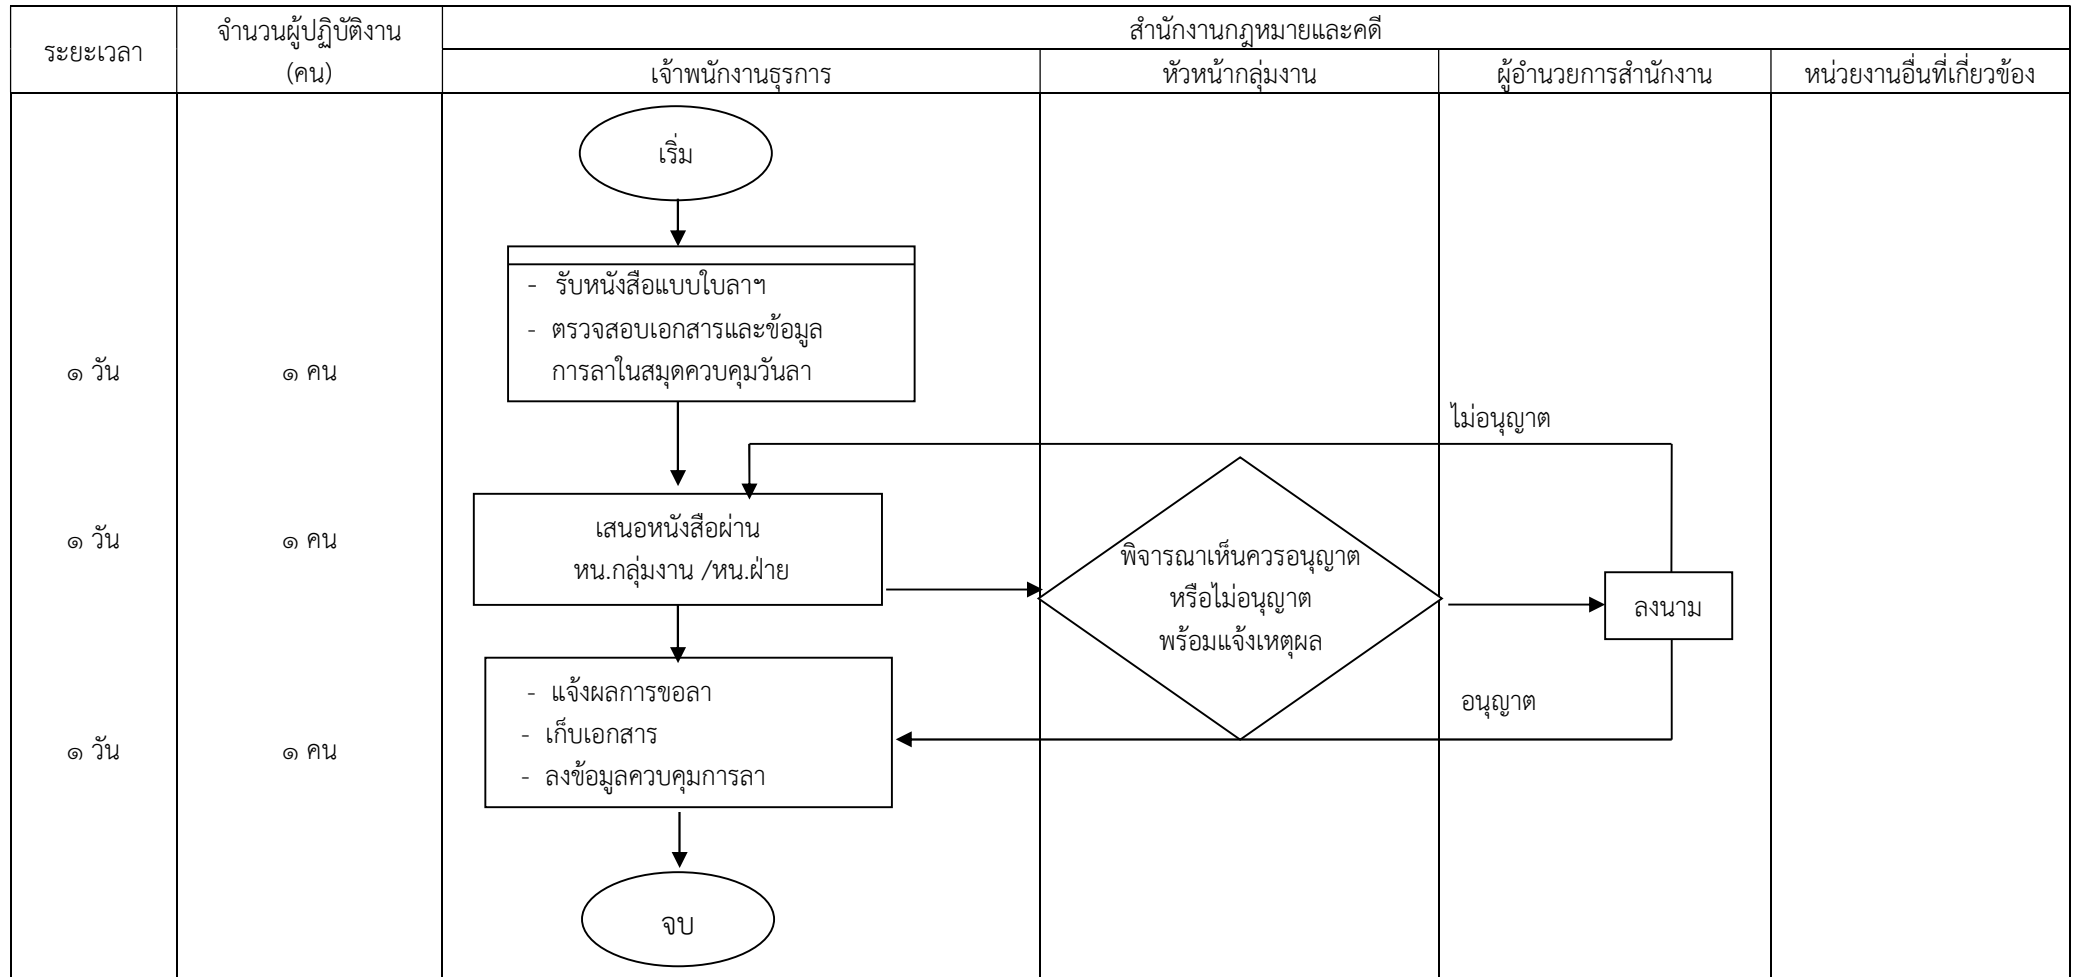 ระยะเวลา
จำนวนผู้ปฏิบัติงาน
(คน)
สำนักงานกฎหมายและคดี
เจ้าพนักงานธุรการ
หัวหน้ากลุ่มงาน
ผู้อำนวยการสำนักงาน
หน่วยงานอื่นที่เกี่ยวข้อง
เริ่ม
- รับหนังสือแบบใบลาฯ
- ตรวจสอบเอกสารและข้อมูล
การลาในสมุดควบคุมวันลา
๑ วัน
๑ คน
ไม่อนุญาต
เสนอหนังสือผ่าน
หน.กลุ่มงาน /หน.ฝ่าย
๑ วัน
๑ คน
พิจารณาเห็นควรอนุญาต
หรือไม่อนุญาต
พร้อมแจ้งเหตุผล
ลงนาม
อนุญาต
- แจ้งผลการขอลา
- เก็บเอกสาร
- ลงข้อมูลควบคุมการลา
๑ วัน
๑ คน
จบ